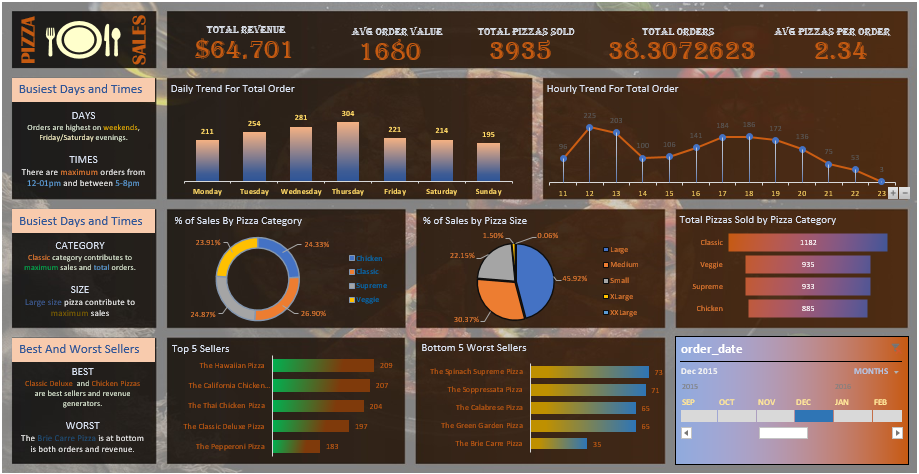 PIZZA
SALES
TOTAL REVENUE
$64,701
AVG ORDER VALUE
1680
TOTAL PIZZAS SOLD
3935
TOTAL ORDERS
38.3072623
AVG PIZZAS PER ORDER
2.34
Busiest Days and Times
DAYS
Orders are highest on weekends,
Friday/Saturday evenings.
TIMES
There are maximum orders from
12-01pm and between 5-8pm
Daily Trend For Total Order
211
254
281
304
221
214
195
Monday
Tuesday
Wednesday
Thursday
Friday
Saturday
Sunday
Hourly Trend For Total Order
96
225
203
100
106
141
184
186
172
136
75
53
11
12
13
14
15
16
17
18
19
20
21
22
23
Busiest Days and Times
CATEGORY
Classic category contributes to
maximum sales and total orders.
SIZE
Large size pizza contribute to
maximum sales
% of Sales By Pizza Category
23.91%
24.33%
24.87%
26.90%
Chicken
Classic
Supreme
Veggie
% of Sales by Pizza Size
1.50%
0.06%
22.15%
45.92%
30.37%
Large
Medium
Small
XLarge
XXLarge
Total Pizzas Sold by Pizza Category
Classic
1182
Veggie
935
Supreme
933
Chicken
885
Best And Worst Sellers
BEST
Classic Deluxe and Chicken Pizzas
are best sellers and revenue
generators.
WORST
The Brie Carre Pizza is at bottom
is both orders and revenue.
Top 5 Sellers
The Hawaiian Pizza
209
The California Chicken...
207
The Thai Chicken Pizza
204
The Classic Deluxe Pizza
197
The Pepperoni Pizza
183
Bottom 5 Worst Sellers
The Spinach Supreme Pizza
73
The Soppressata Pizza
71
The Calabrese Pizza
65
The Green Garden Pizza
65
The Brie Carre Pizza
35
order_date
Dec 2015
MONTHS
2015
2016
SEP
OCT
NOV
DEC
JAN
FEB